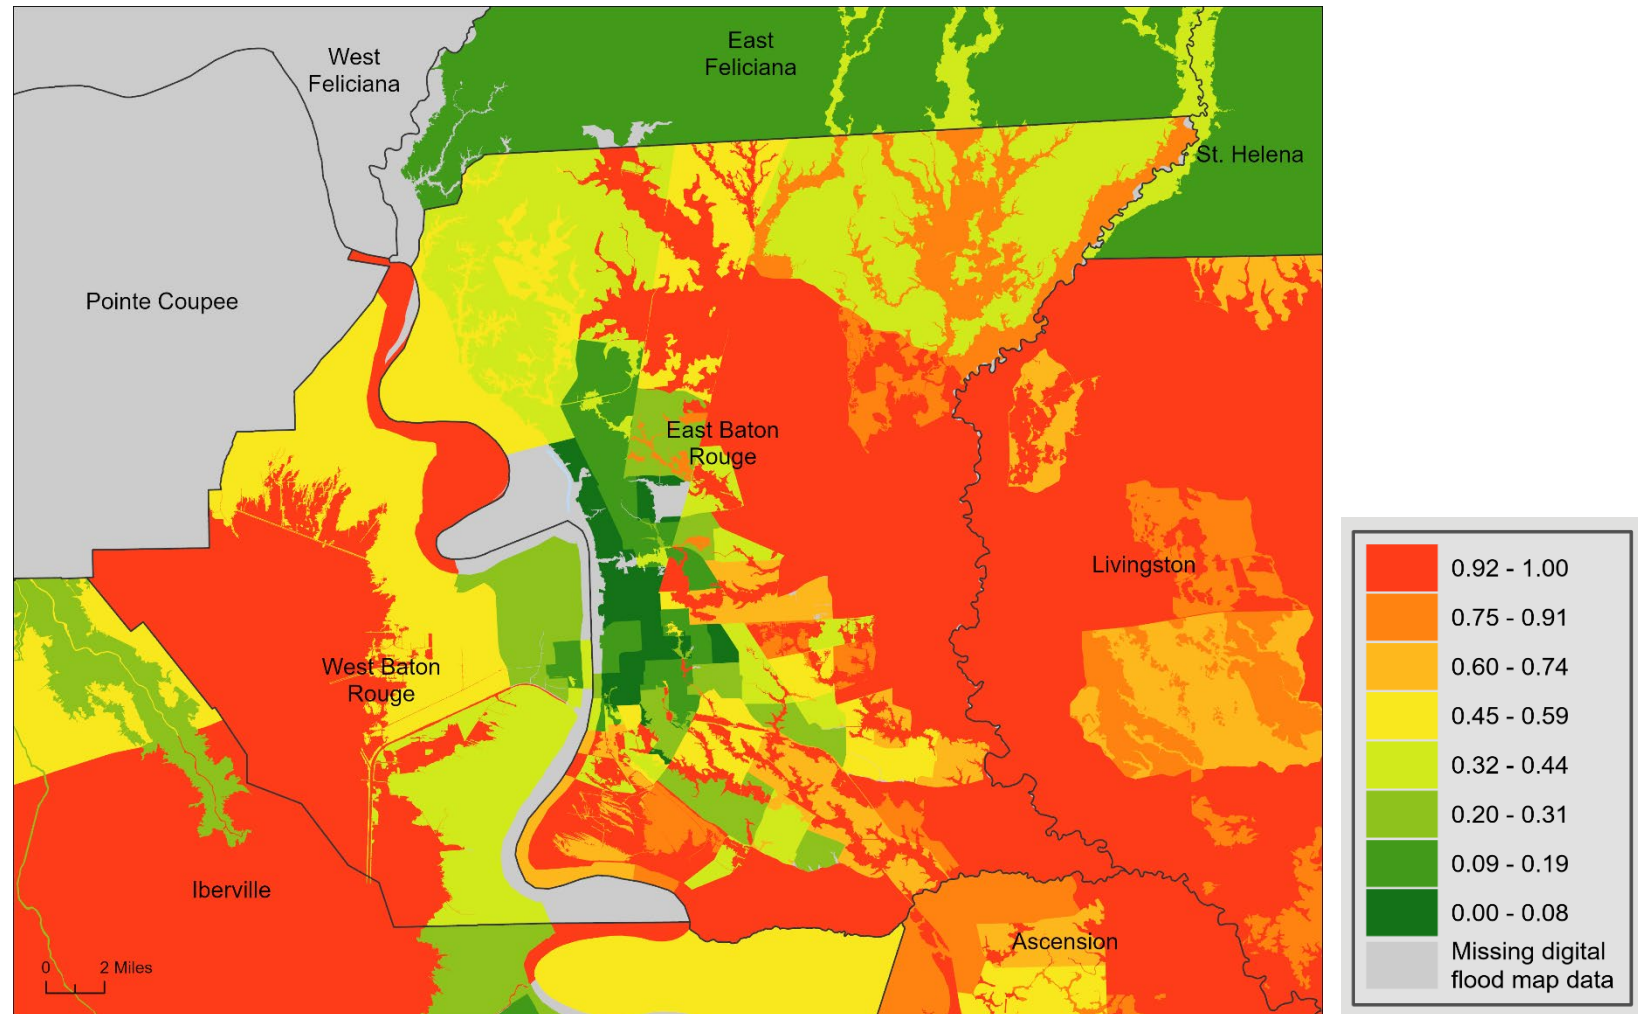 West
Feliciana
East
Feliciana
St. Helena
Pointe Coupee
East Baton
Rouge
Livingston
West Baton
Rouge
Iberville
Ascension
0 2 Miles
0.92 - 1.00
0.75 - 0.91
0.60 - 0.74
0.45 - 0.59
0.32 - 0.44
0.20 - 0.31
0.09 - 0.19
0.00 - 0.08
Missing digital
flood map data